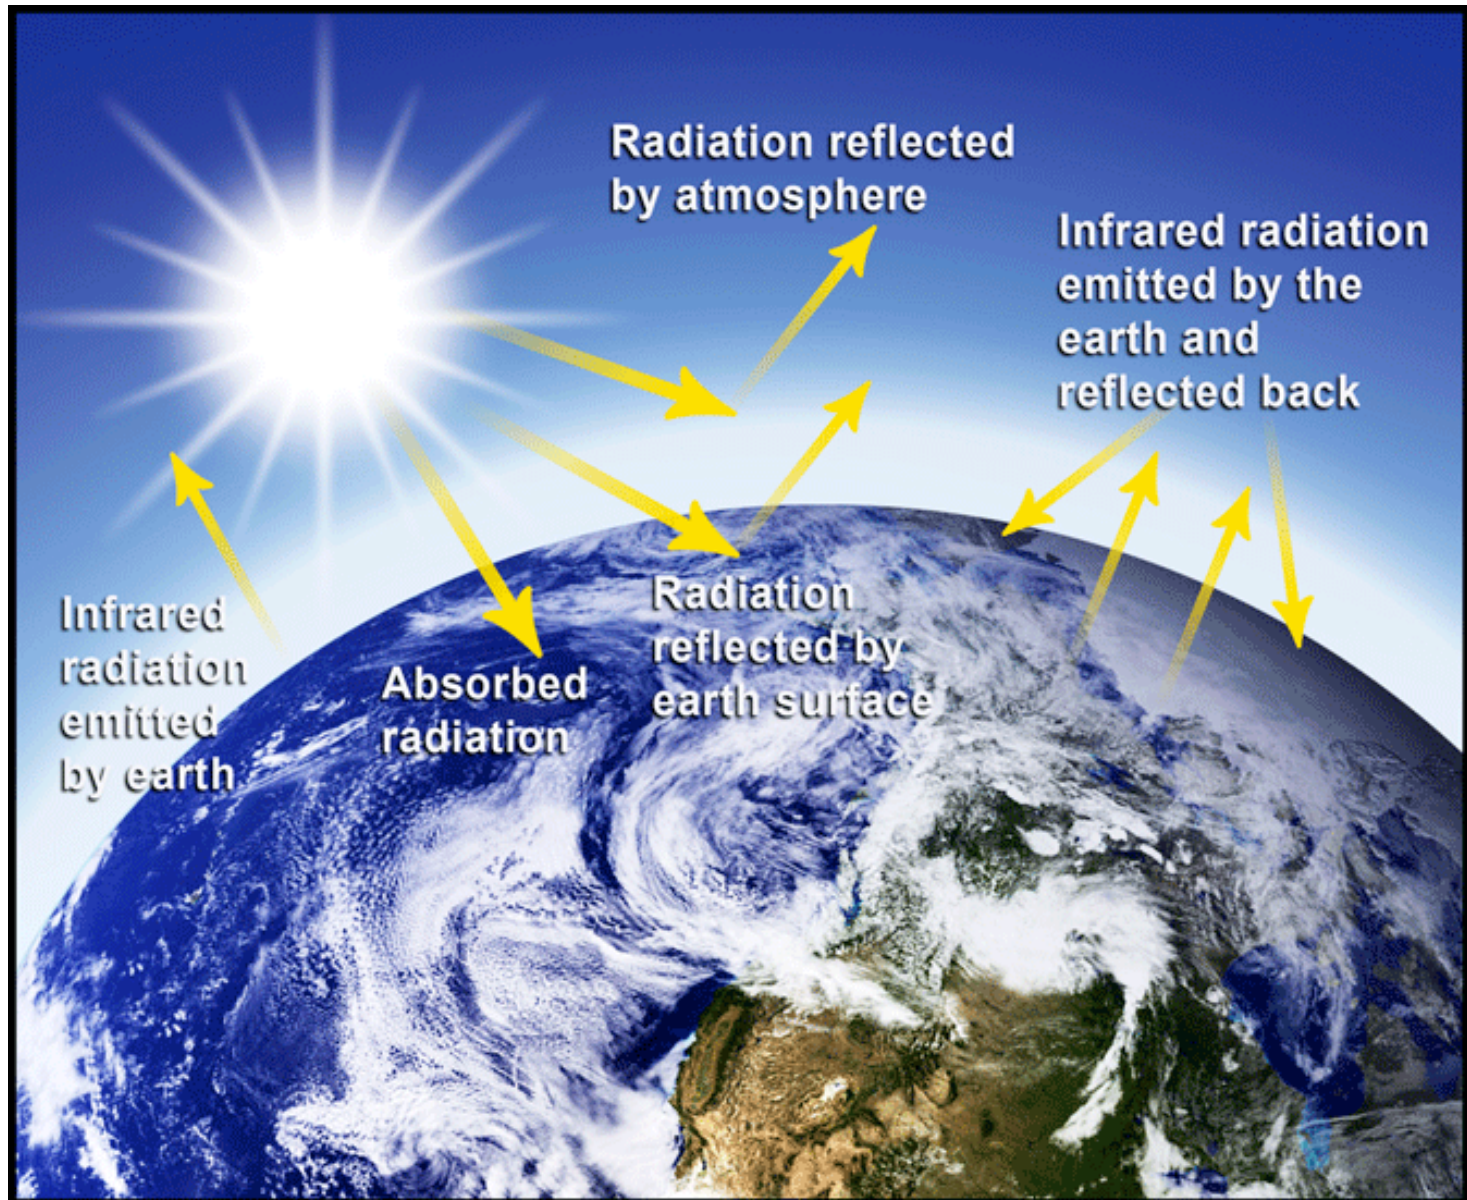 Radiation reflected
by atmosphere
Infrared radiation
emitted by the
earth and
reflected back
Infrared
radiation
emitted
by earth
Absorbed
radiation
Radiation
reflected by
earth surface